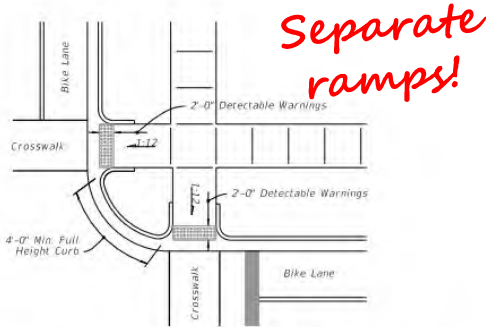 Separate
ramps!
Bike Lane
2'-0" Detectable Warnings
Crosswalk
1:12
1:12
2'-0" Detectable Warnings
4'-0" Min. Full
Height Curb
Bike Lane
Crosswalk